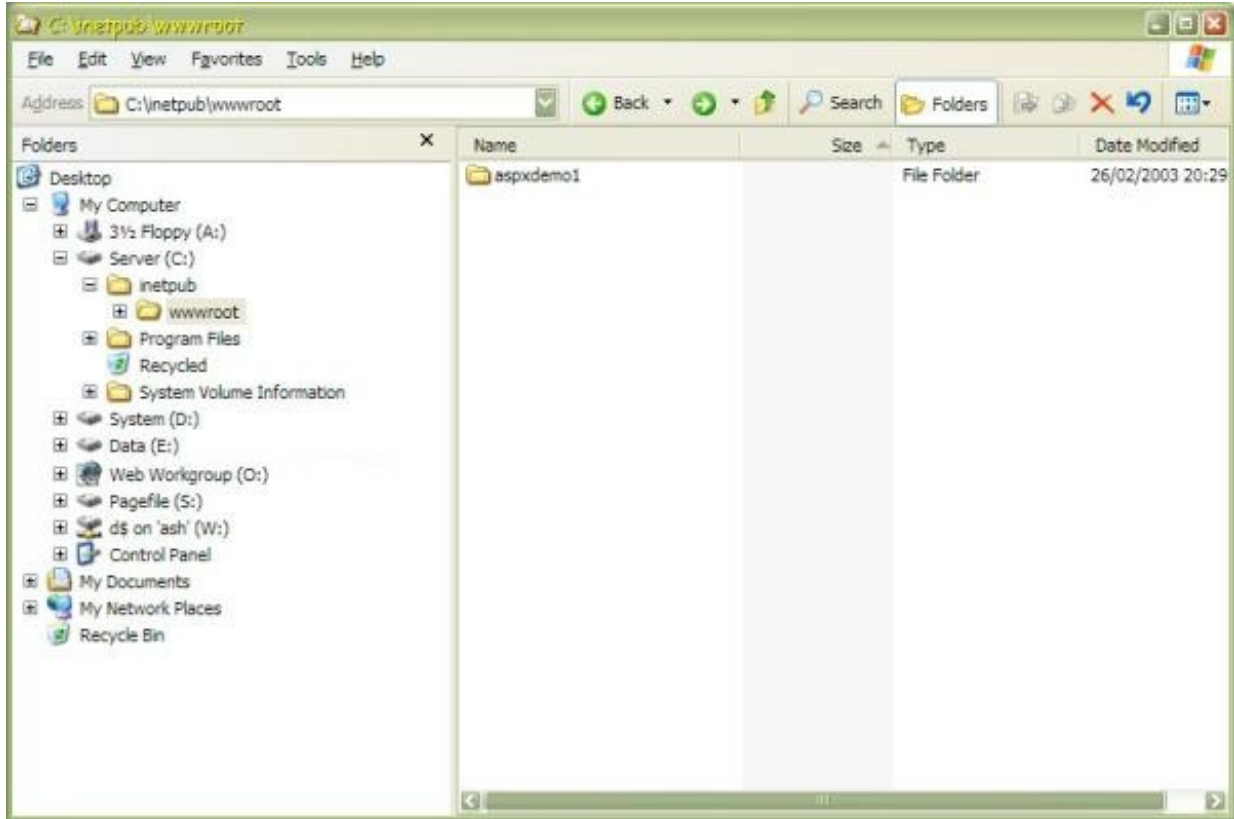 C:\inetpub\wwwroot
File Edit View Favorites Tools Help
Address C:\inetpub\wwwroot Back Search Folders
Folders
Name Size Type Date Modified
Desktop
aspxdemo1 File Folder 26/02/2003 20:29
My Computer
3½ Floppy (A:)
Server (C:)
inetpub
wwwroot
Program Files
Recycled
System Volume Information
System (D:)
Data (E:)
Web Workgroup (O:)
Pagefile (S:)
d$ on 'ash' (W:)
Control Panel
My Documents
My Network Places
Recycle Bin